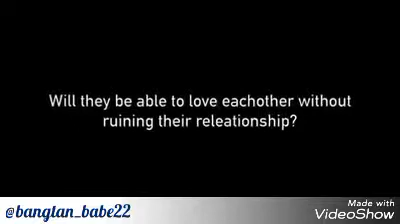 Will they be able to love eachother without
ruining their releationship?
Made with
@bangtan_babe22
VideoShow